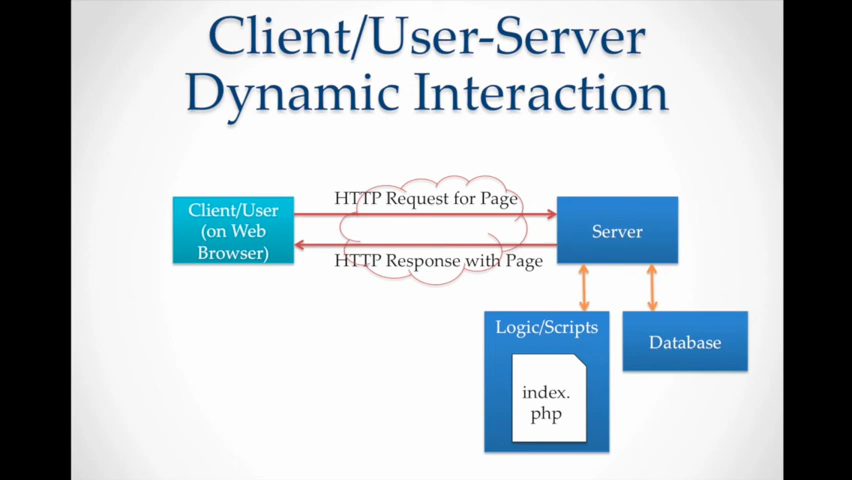 Client/User-Server
Dynamic Interaction
HTTP Request for Page
Client/User
(on Web
Browser)
Server
HTTP Response with Page
Logic/Scripts
Database
index.
php